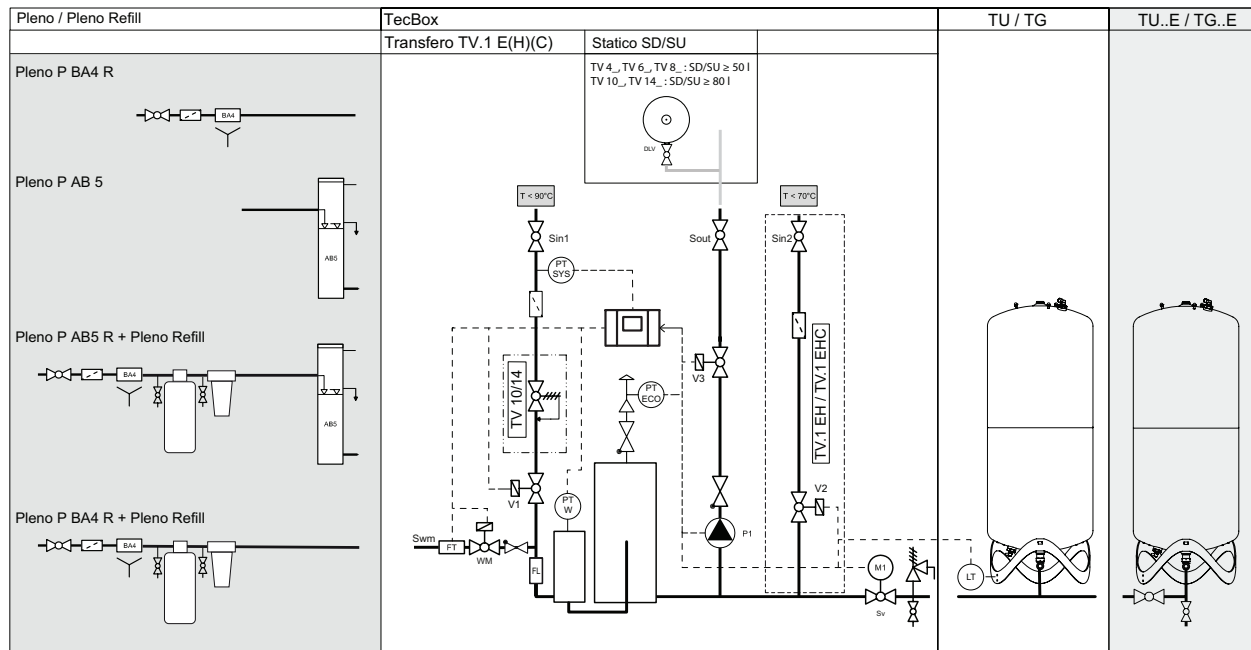 Pleno / Pleno Refill
TecBox
TU / TG
TU..E / TG..E
Transfero TV.1 E(H)(C)
Statico SD/SU
Pleno P BA4 R
BA4
Pleno P AB 5
AB5
Pleno P AB5 R + Pleno Refill
BA4
AB5
Pleno P BA4 R + Pleno Refill
BA4
TV 4_, TV 6_, TV 8_ : SD/SU ≥ 50 l
TV 10_, TV 14_ : SD/SU ≥ 80 l
DLV
T < 90°C
T < 70°C
Sin1
Sout
Sin2
PT
SYS
V3
PT
ECO
TV 10/14
TV.1 EH / TV.1 EHC
V1
PT
W
V2
Swm
FT
WM
P1
FL
M1
Sv
LT